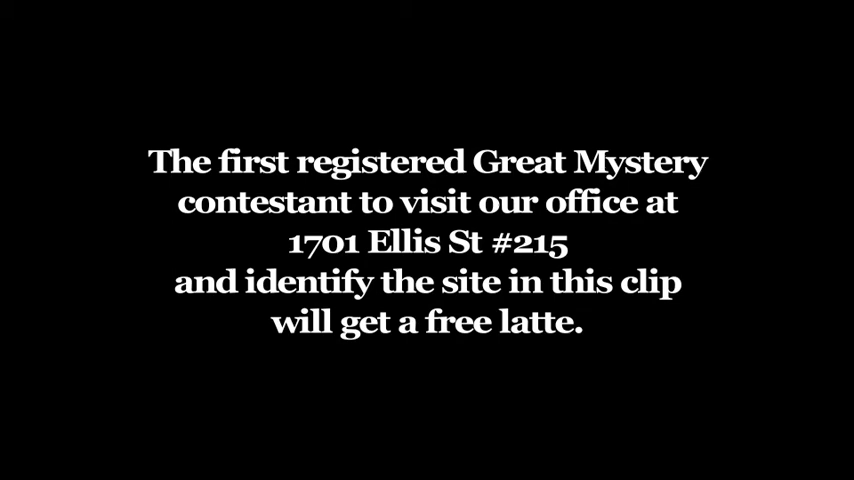 The first registered Great Mystery
contestant to visit our office at
1701 Ellis St #215
and identify the site in this clip
will get a free latte.